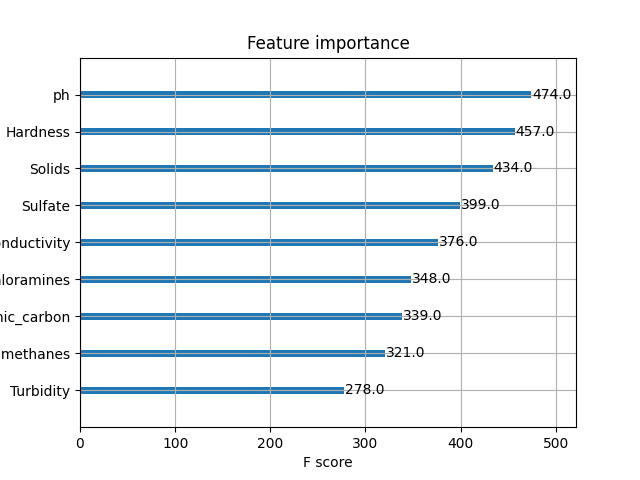 Feature importance
ph 474.0
Hardness 457.0
Solids 434.0
Sulfate 399.0
onductivity 376.0
loramines 348.0
nic_carbon 339.0
methanes 321.0
Turbidity 278.0
0 100 200 300 400 500
F score